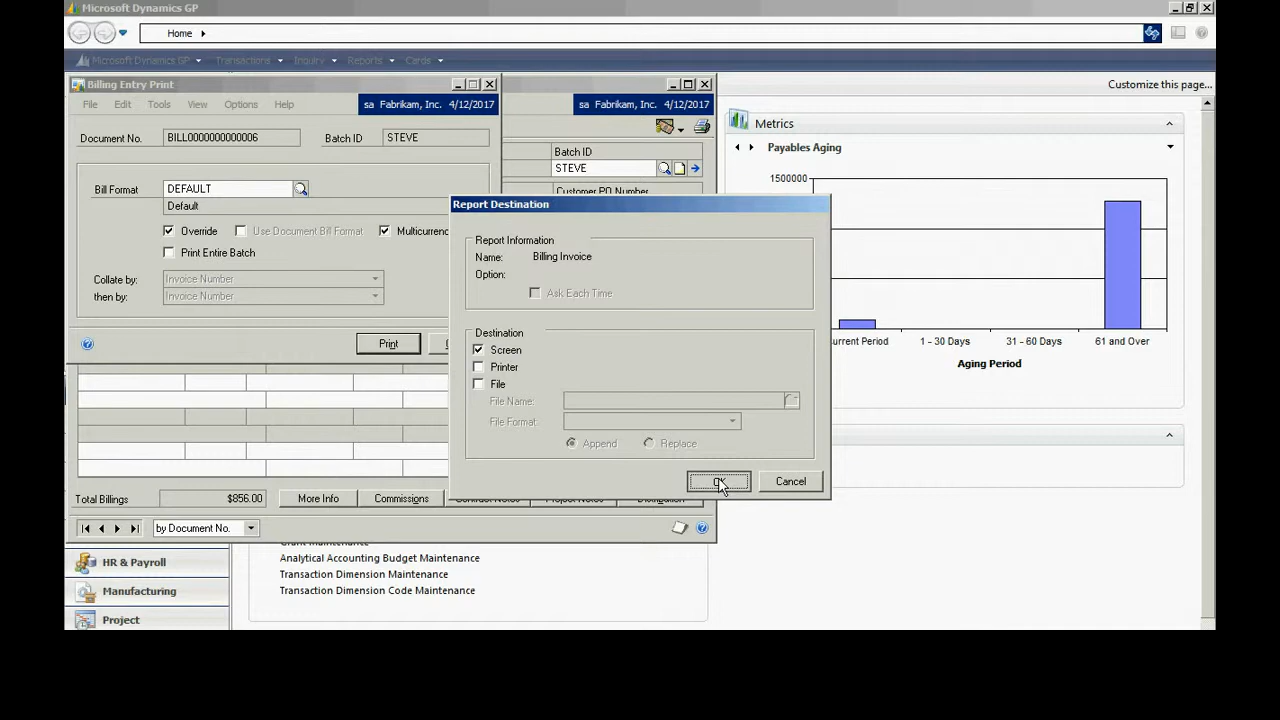 Microsoft Dynamics GP
Home
Microsoft Dynamics GP Transactions Inquiry Reports Cards
Billing Entry Print
Customize this page...
File Edit Tools View Options Help
sa Fabrikam, Inc. 4/12/2017
sa Fabrikam, Inc. 4/12/2017
Metrics
Document No. BILL0000000000006 Batch ID STEVE
Batch ID
STEVE
Payables Aging
Customer PO Number
1500000
Bill Format DEFAULT
Default
Override Use Document Bill Format
Print Entire Batch
Collate by: Invoice Number
then by: Invoice Number
Print
Report Destination
Report Information
Name: Billing Invoice
Option:
Ask Each Time
Destination
Screen
Printer
File
File Name:
File Format:
Append Replace
OK Cancel
1 - 30 Days 31 - 60 Days 61 and Over
Aging Period
Total Billings $856.00 More Info Commissions
by Document No.
HR & Payroll
Manufacturing
Project
Analytical Accounting Budget Maintenance
Transaction Dimension Maintenance
Transaction Dimension Code Maintenance